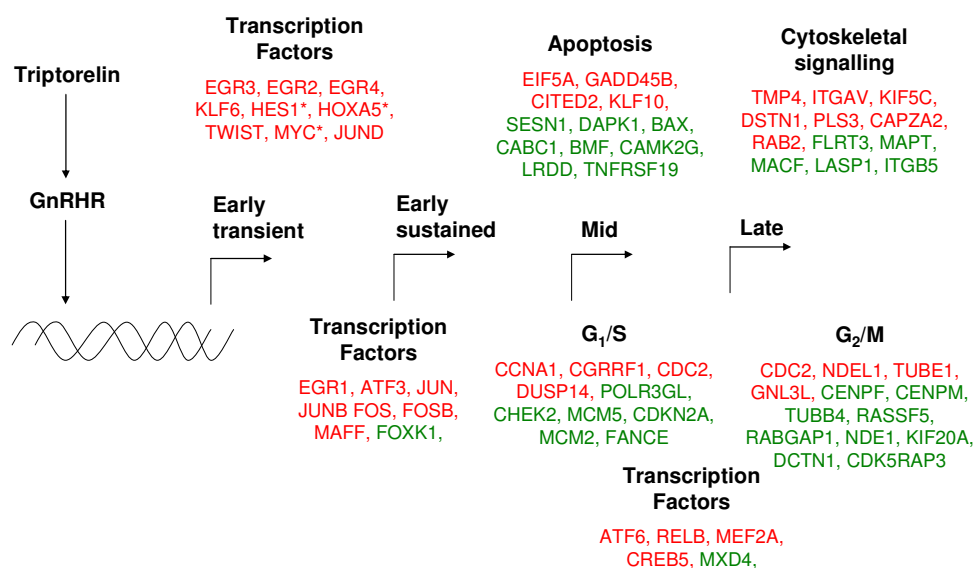 Triptorelin
GnRHR
Transcription
Factors
EGR3, EGR2, EGR4,
KLF6, HES1*, HOXA5*,
TWIST, MYC*, JUND
Early
transient
Early
sustained
Transcription
Factors
EGR1, ATF3, JUN,
JUNB FOS, FOSB,
MAFF, FOXK1,
Apoptosis
EIF5A, GADD45B,
CITED2, KLF10,
SESN1, DAPK1, BAX,
CABC1, BMF, CAMK2G,
LRDD, TNFRSF19
Mid
G₁/S
CCNA1, CGRRF1, CDC2,
DUSP14, POLR3GL,
CHEK2, MCM5, CDKN2A,
MCM2, FANCE
Cytoskeletal
signalling
TMP4, ITGAV, KIF5C,
DSTN1, PLS3, CAPZA2,
RAB2, FLRT3, MAPT,
MACF, LASP1, ITGB5
Late
G₂/M
CDC2, NDEL1, TUBE1,
GNL3L, CENPF, CENPM,
TUBB4, RASSF5,
RABGAP1, NDE1, KIF20A,
DCTN1, CDK5RAP3
Transcription
Factors
ATF6, RELB, MEF2A,
CREB5, MXD4,